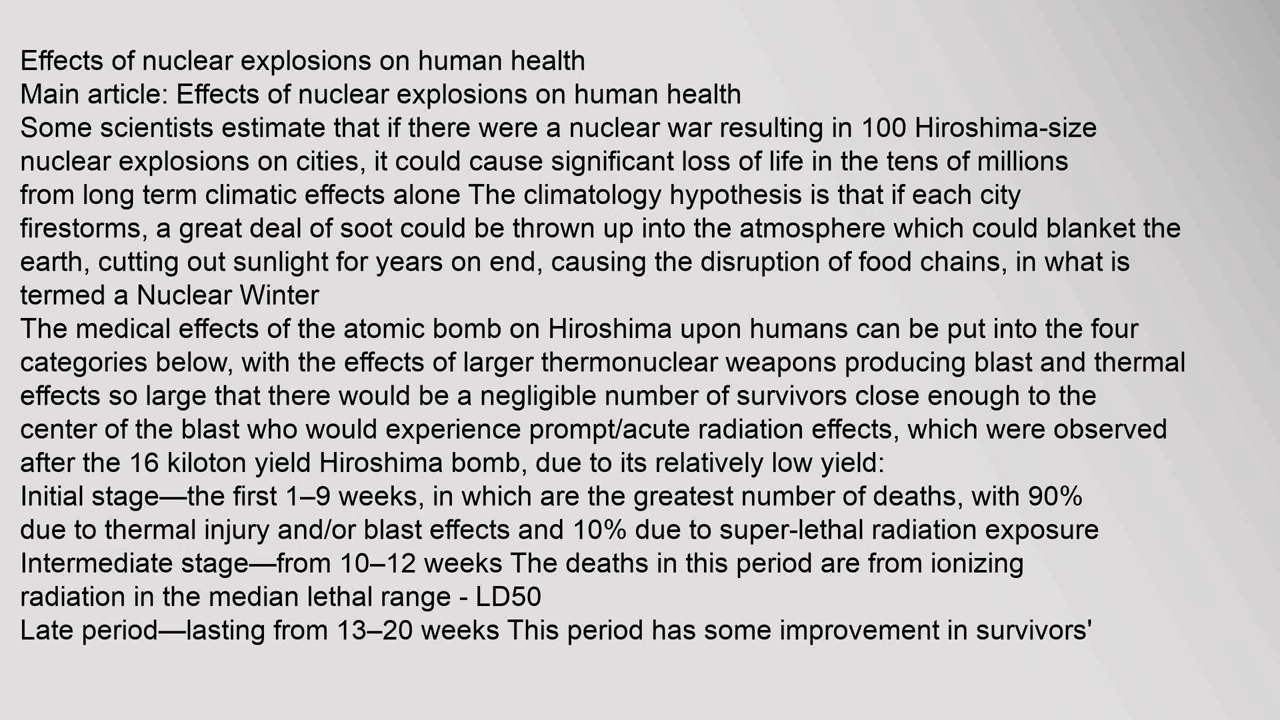 Effects of nuclear explosions on human health
Main article: Effects of nuclear explosions on human health
Some scientists estimate that if there were a nuclear war resulting in 100 Hiroshima-size
nuclear explosions on cities, it could cause significant loss of life in the tens of millions
from long term climatic effects alone The climatology hypothesis is that if each city
firestorms, a great deal of soot could be thrown up into the atmosphere which could blanket the
earth, cutting out sunlight for years on end, causing the disruption of food chains, in what is
termed a Nuclear Winter
The medical effects of the atomic bomb on Hiroshima upon humans can be put into the four
categories below, with the effects of larger thermonuclear weapons producing blast and thermal
effects so large that there would be a negligible number of survivors close enough to the
center of the blast who would experience prompt/acute radiation effects, which were observed
after the 16 kiloton yield Hiroshima bomb, due to its relatively low yield:
Initial stage—the first 1–9 weeks, in which are the greatest number of deaths, with 90%
due to thermal injury and/or blast effects and 10% due to super-lethal radiation exposure
Intermediate stage—from 10–12 weeks The deaths in this period are from ionizing
radiation in the median lethal range - LD50
Late period—lasting from 13–20 weeks This period has some improvement in survivors'